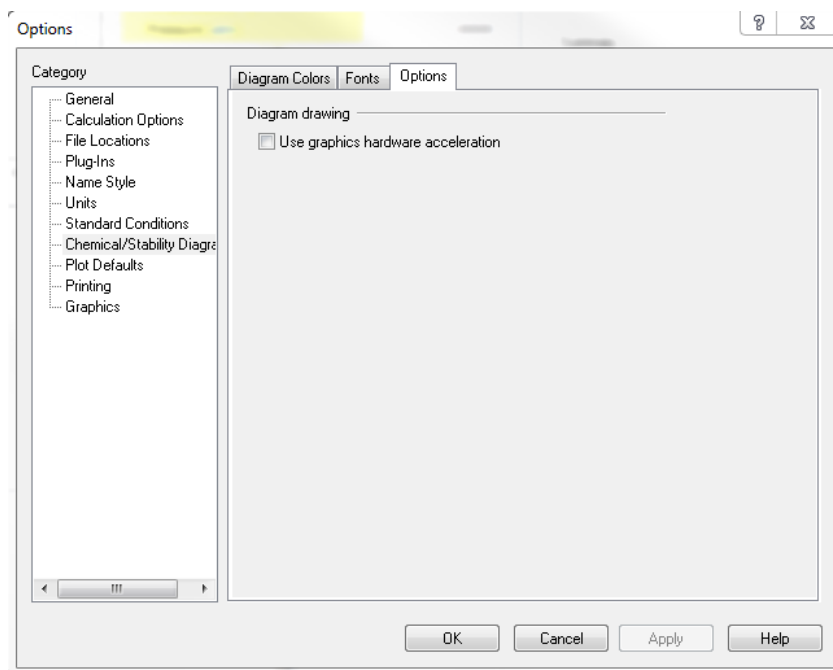 Options
Category
General
Calculation Options
File Locations
Plug-Ins
Name Style
Units
Standard Conditions
Chemical/Stability Diagra
Plot Defaults
Printing
Graphics
Diagram Colors Fonts Options
Diagram drawing
Use graphics hardware acceleration
OK Cancel Apply Help